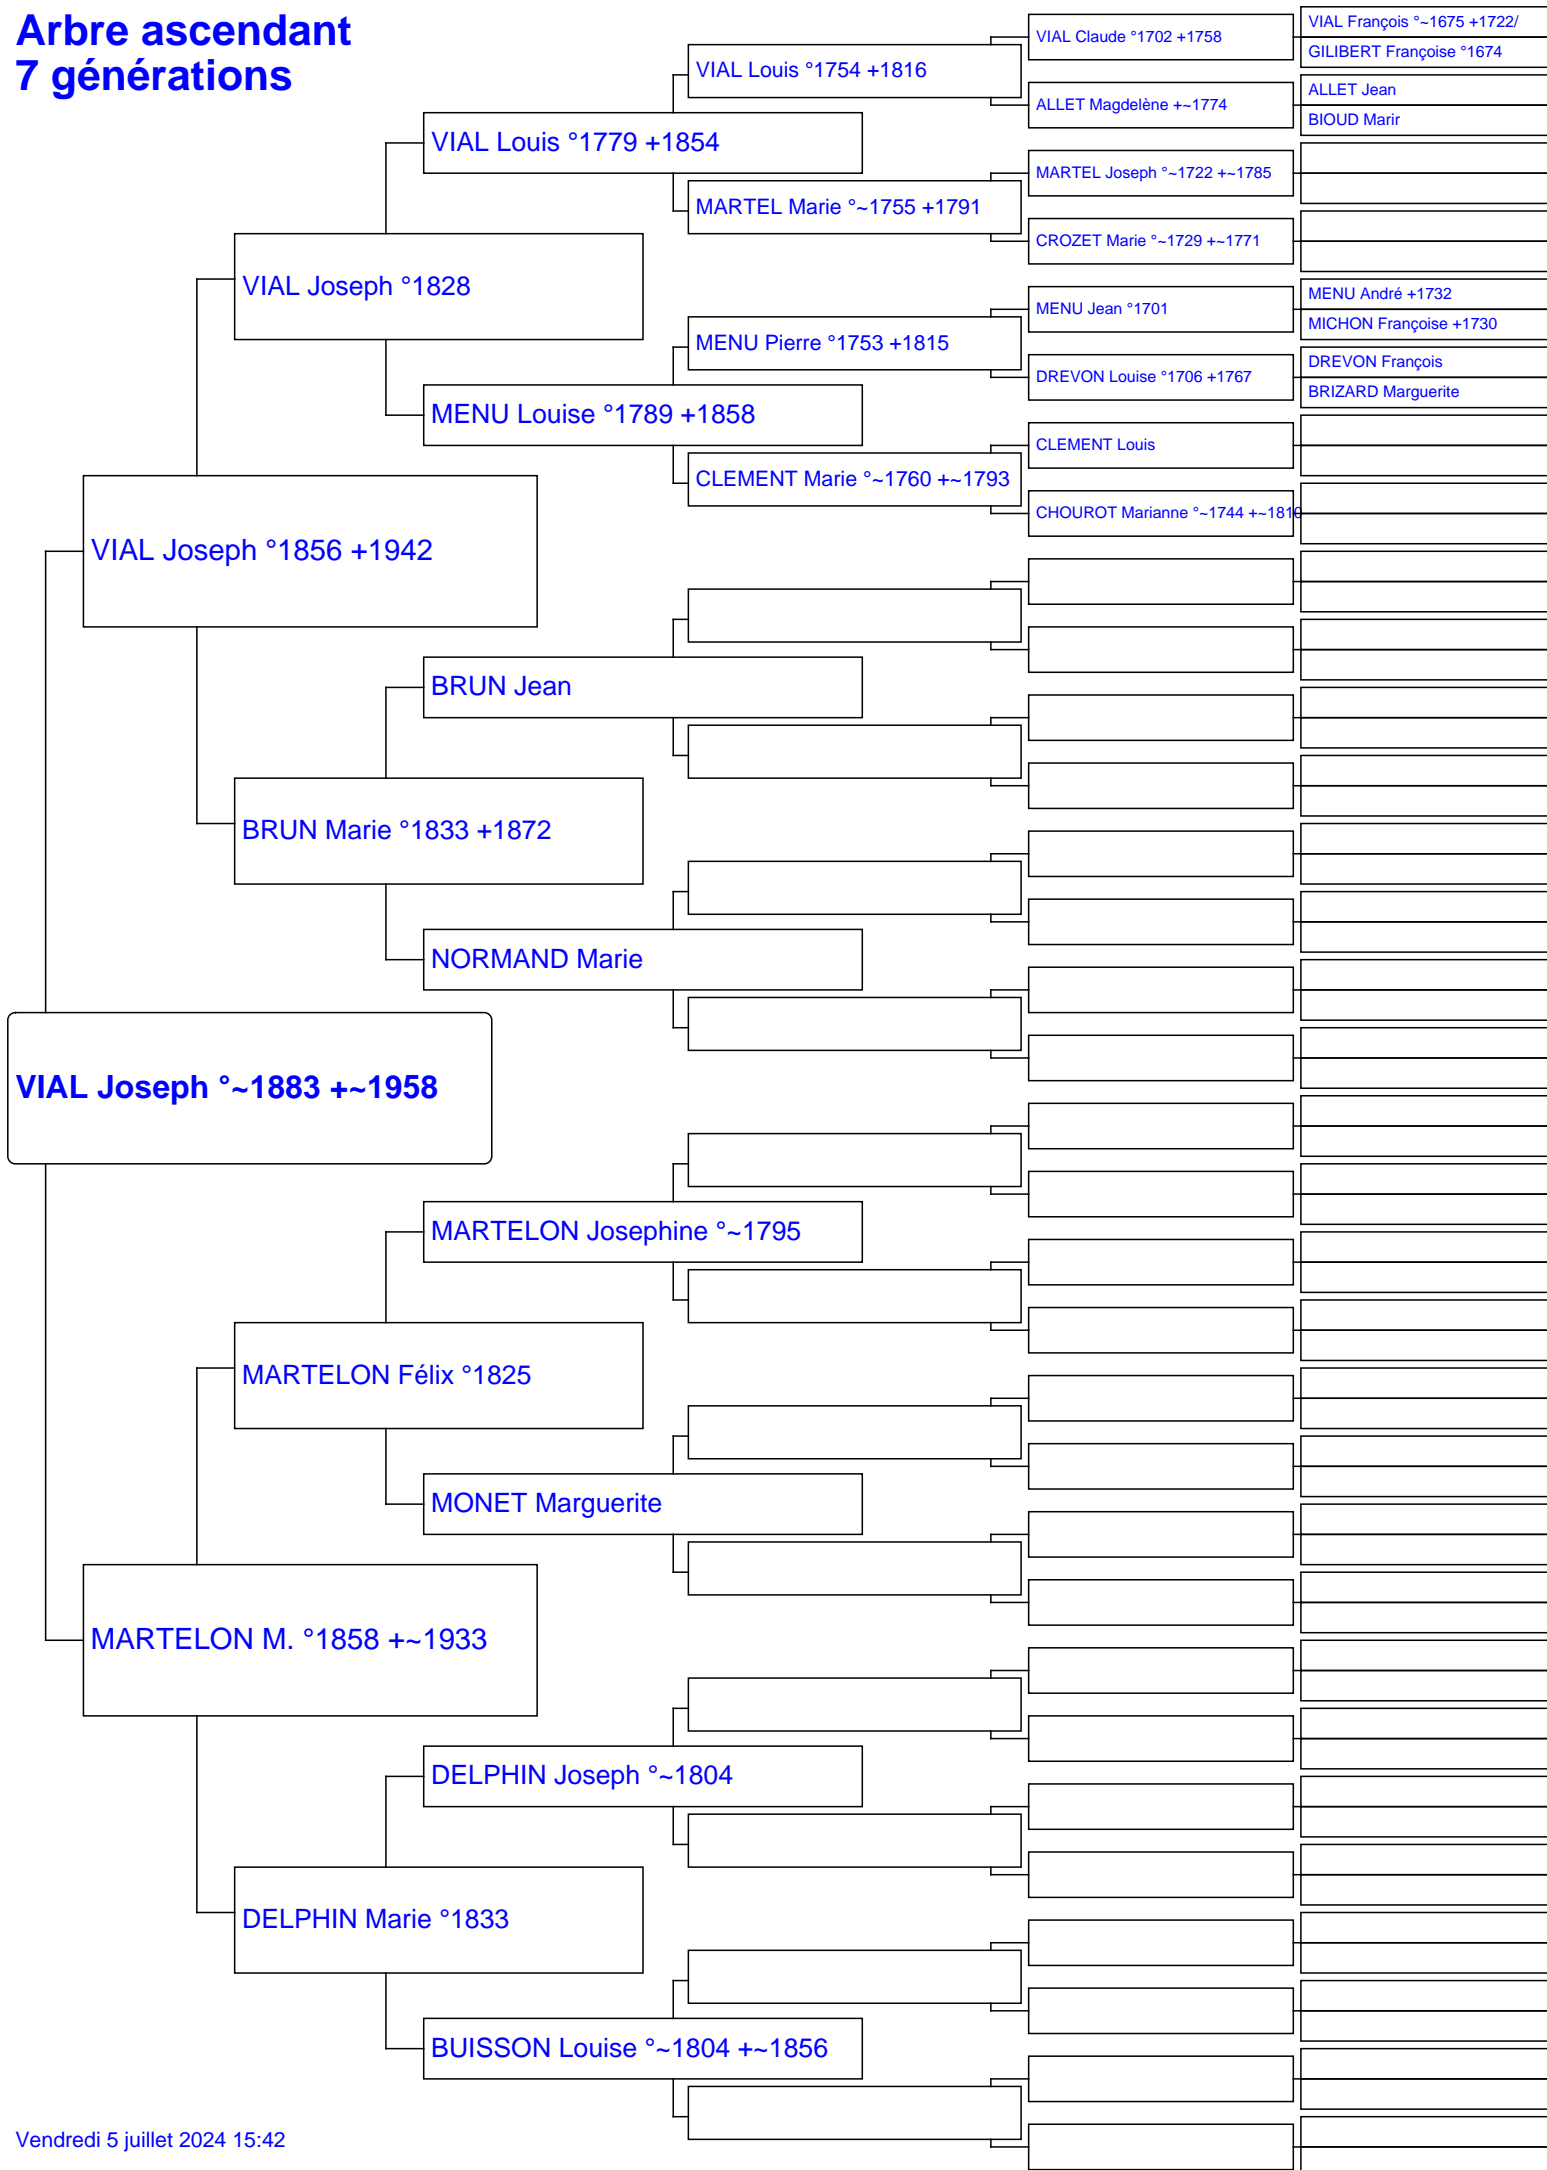 Arbre ascendant
7 générations
VIAL François °~1675 +1722/
VIAL Claude °1702 +1758
GILIBERT Françoise °1674
VIAL Louis °1754 +1816
ALLET Jean
ALLET Magdelène +~1774
BIOUD Marir
VIAL Louis °1779 +1854
MARTEL Joseph °~1722 +~1785
MARTEL Marie °~1755 +1791
CROZET Marie °~1729 +~1771
VIAL Joseph °1828
MENU André +1732
MENU Jean °1701
MICHON Françoise +1730
MENU Pierre °1753 +1815
DREVON François
DREVON Louise °1706 +1767
BRIZARD Marguerite
MENU Louise °1789 +1858
CLEMENT Louis
CLEMENT Marie °~1760 +~1793
CHOUROT Marianne °~1744 +~1810
VIAL Joseph °1856 +1942
BRUN Jean
BRUN Marie °1833 +1872
NORMAND Marie
VIAL Joseph °~1883 +~1958
MARTELON Josephine °~1795
MARTELON Félix °1825
MONET Marguerite
MARTELON M. °1858 +~1933
DELPHIN Joseph °~1804
DELPHIN Marie °1833
BUISSON Louise °~1804 +~1856
Vendredi 5 juillet 2024 15:42